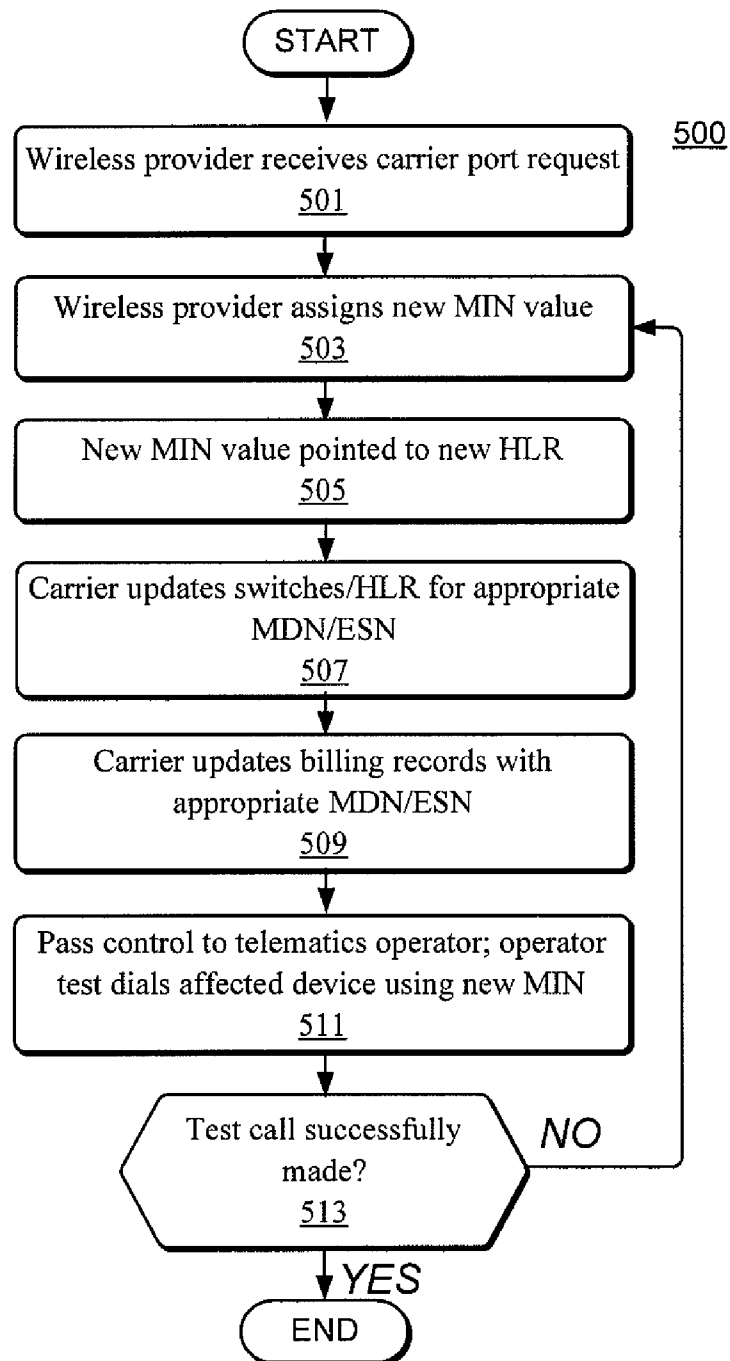 START
500
Wireless provider receives carrier port request
501
Wireless provider assigns new MIN value
503
New MIN value pointed to new HLR
505
Carrier updates switches/HLR for appropriate
MDN/ESN
507
Carrier updates billing records with
appropriate MDN/ESN
509
Pass control to telematics operator; operator
test dials affected device using new MIN
511
Test call successfully
made?
513
NO
YES
END